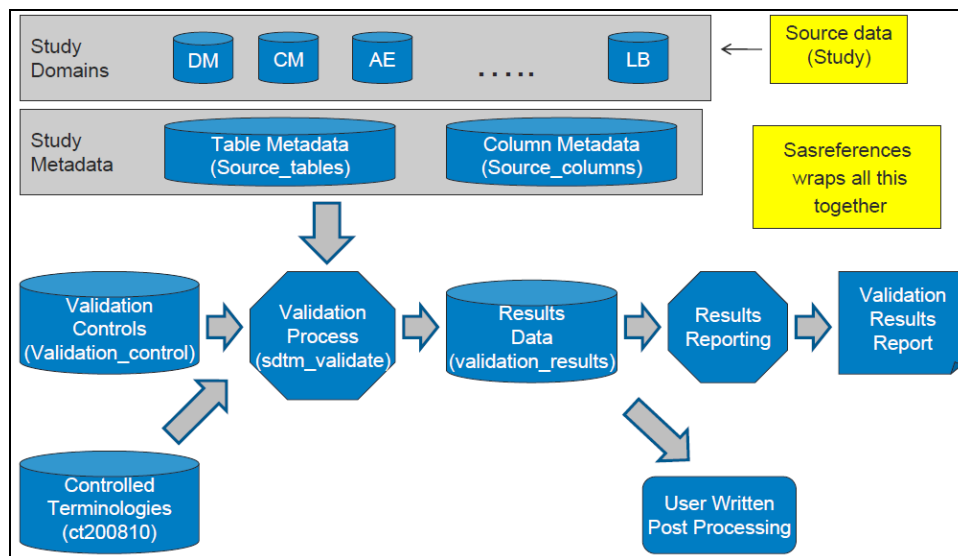 Study
Domains
DM
CM
AE
.....
LB
Source data
(Study)
Study
Metadata
Table Metadata
(Source_tables)
Column Metadata
(Source_columns)
Sasreferences
wraps all this
together
Validation
Controls
(Validation_control)
Validation
Process
(sdtm_validate)
Results
Data
(validation_results)
Results
Reporting
Validation
Results
Report
Controlled
Terminologies
(ct200810)
User Written
Post Processing